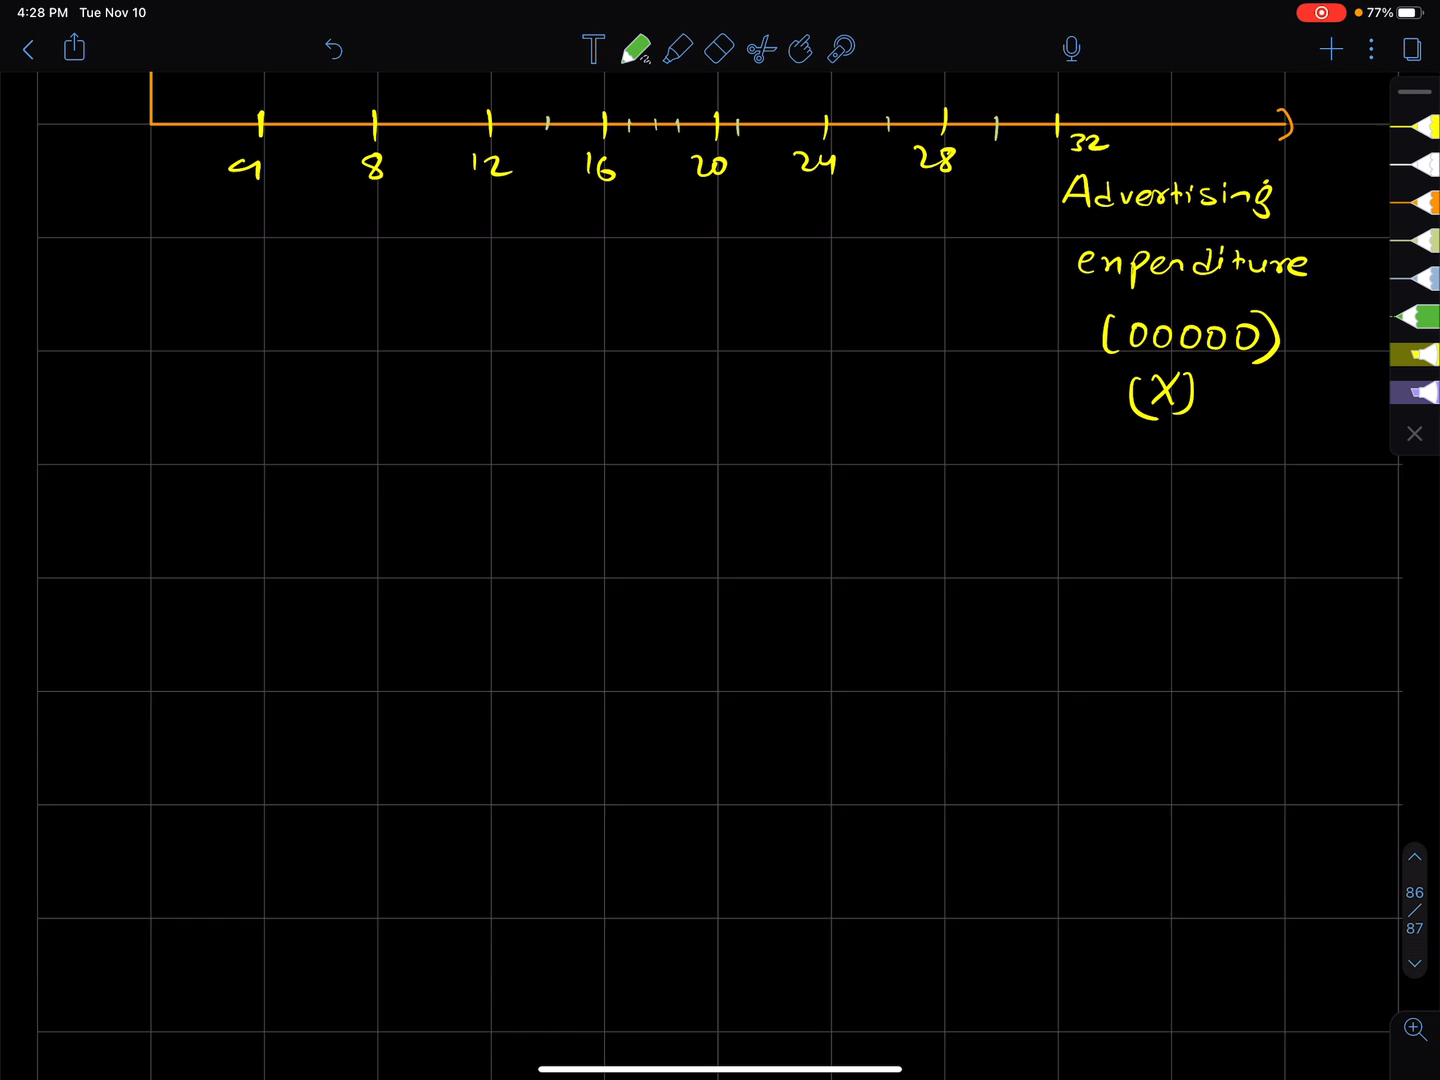 4:28 PM Tue Nov 10
77%
4 8 12 16 20 24 28 32
Advertising
expenditure
(00000)
(X)
86
/
87